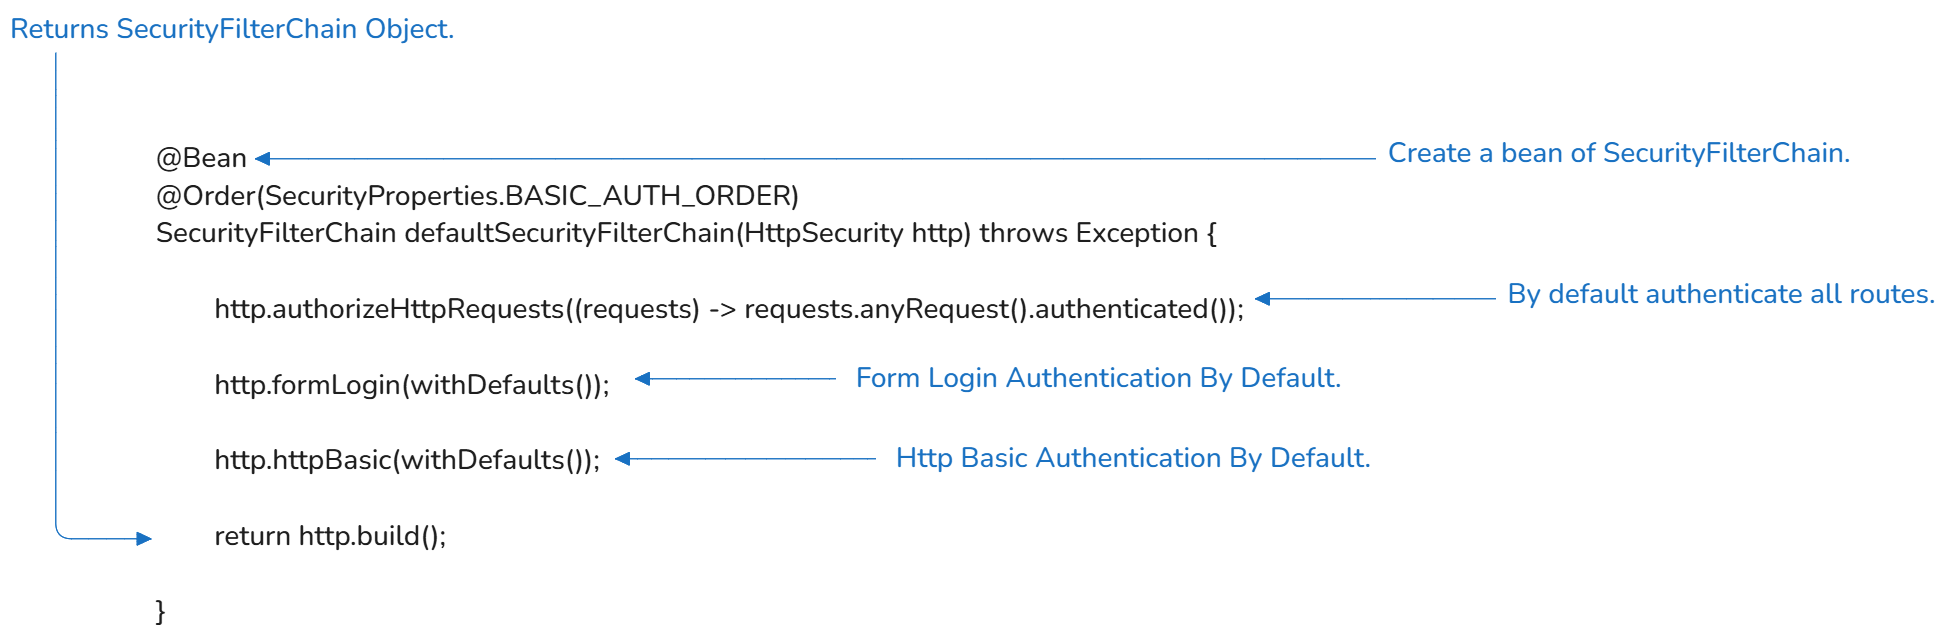 Returns SecurityFilterChain Object.
@Bean
Create a bean of SecurityFilterChain.
@Order(SecurityProperties.BASIC_AUTH_ORDER)
SecurityFilterChain defaultSecurityFilterChain(HttpSecurity http) throws Exception {
http.authorizeHttpRequests((requests) -> requests.anyRequest().authenticated());
By default authenticate all routes.
http.formLogin(withDefaults());
Form Login Authentication By Default.
http.httpBasic(withDefaults());
Http Basic Authentication By Default.
return http.build();
}